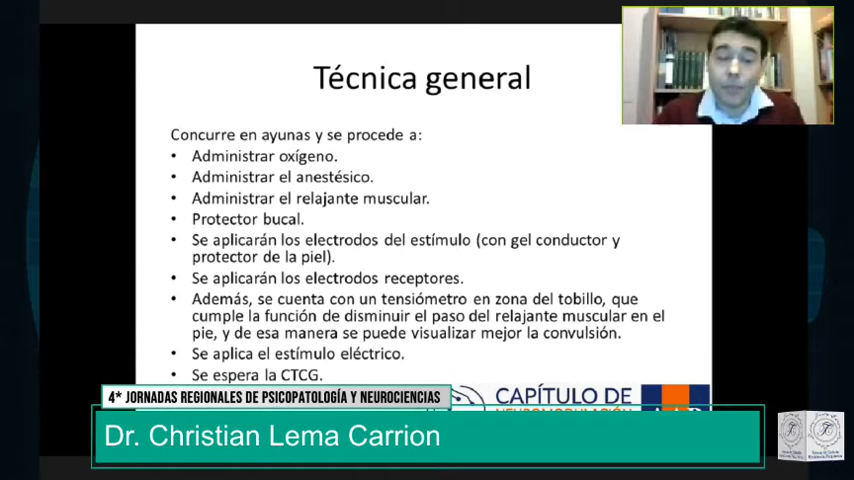 Técnica general
Concurre en ayunas y se procede a:
• Administrar oxígeno.
• Administrar el anestésico.
• Administrar el relajante muscular.
• Protector bucal.
• Se aplicarán los electrodos del estímulo (con gel conductor y
protector de la piel).
• Se aplicarán los electrodos receptores.
• Además, se cuenta con un tensiómetro en zona del tobillo, que
cumple la función de disminuir el paso del relajante muscular en el
pie, y de esa manera se puede visualizar mejor la convulsión.
• Se aplica el estímulo eléctrico.
• Se espera la CTCG.
CAPÍTULO DE
4* JORNADAS REGIONALES DE PSICOPATOLOGÍA Y NEUROCIENCIAS
Dr. Christian Lema Carrion